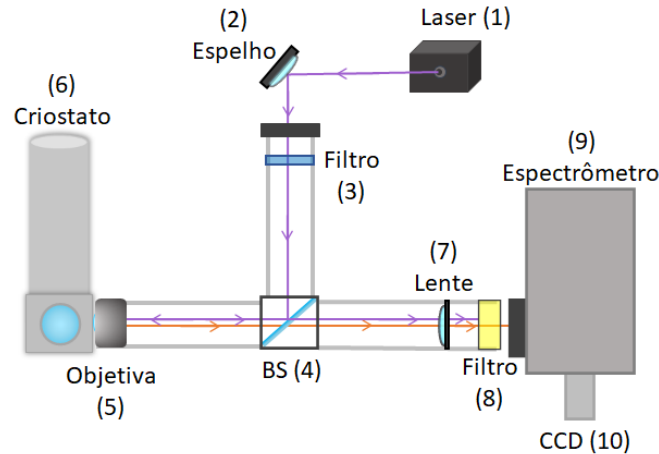 Laser (1)
(2)
Espelho
(6)
Criostato
Filtro
(3)
(9)
Espectrômetro
(7)
Lente
Objetiva
(5)
BS (4)
Filtro
(8)
CCD (10)